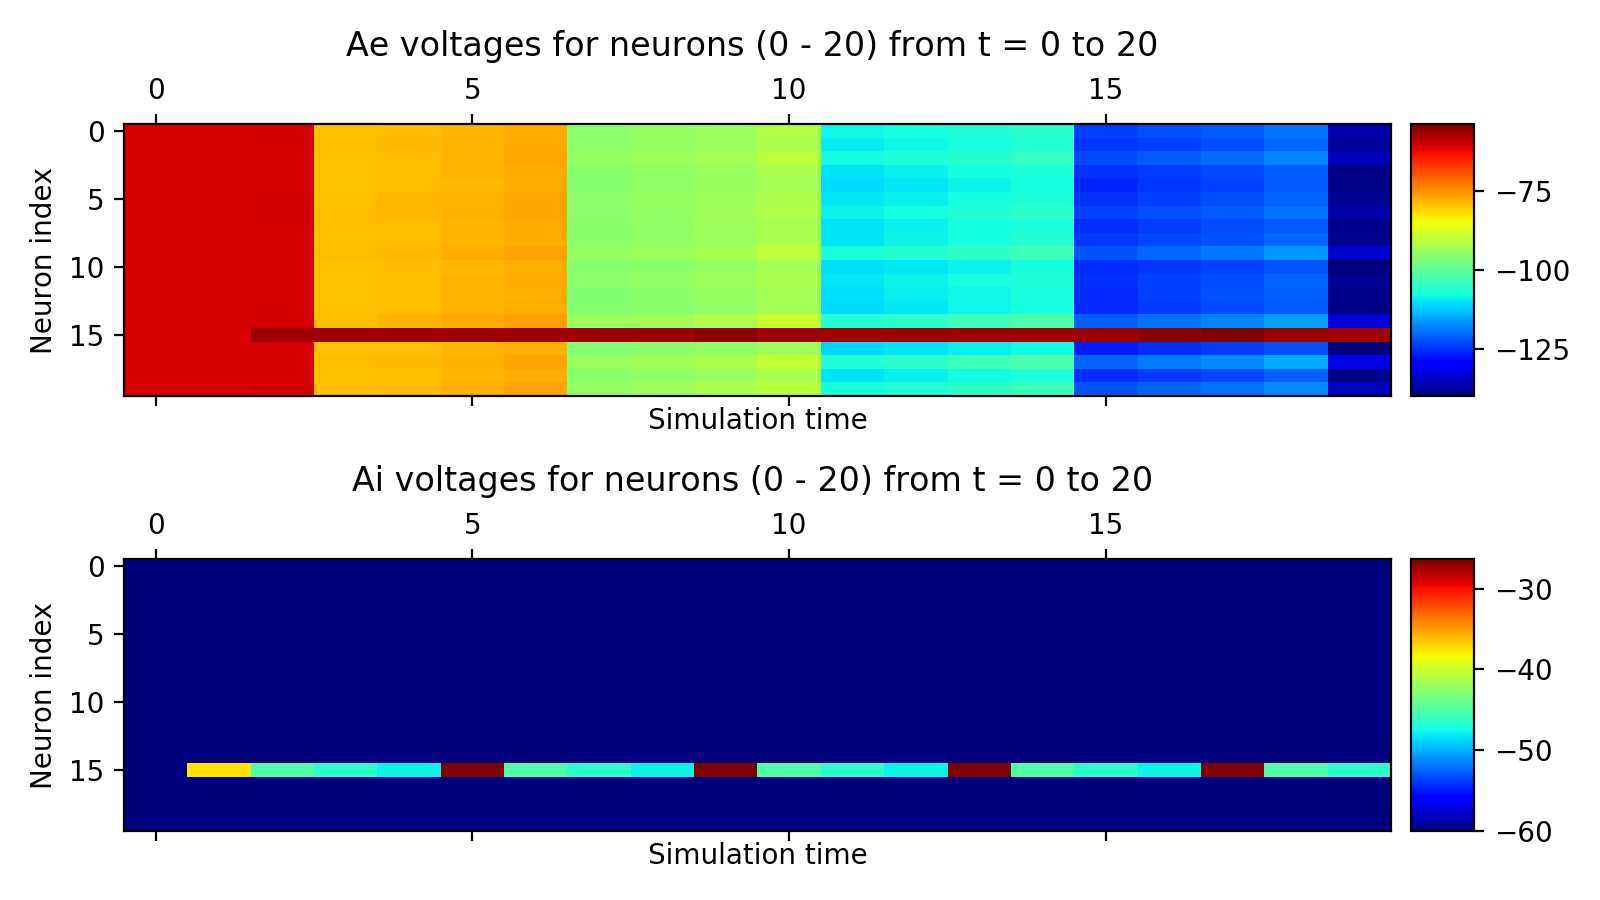 Ae voltages for neurons (0 - 20) from t = 0 to 20
0 5 10 15
Neuron index
0
5
10
15
Simulation time
−75
−100
−125
Ai voltages for neurons (0 - 20) from t = 0 to 20
0 5 10 15
Neuron index
0
5
10
15
Simulation time
−30
−40
−50
−60